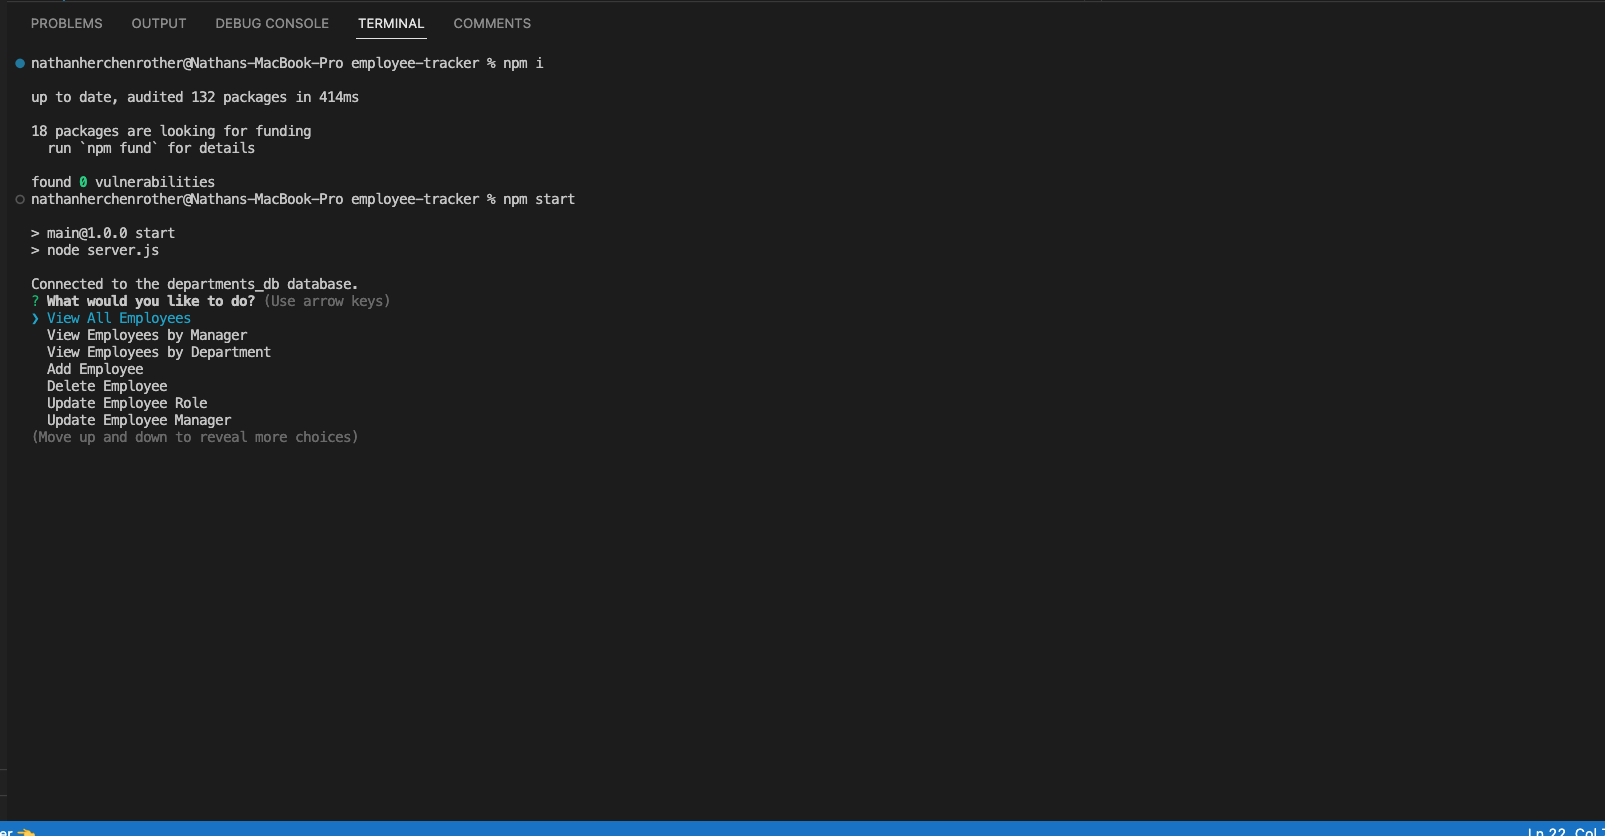 PROBLEMS OUTPUT DEBUG CONSOLE TERMINAL COMMENTS
nathanherchenrother@Nathans-MacBook-Pro employee-tracker % npm i
up to date, audited 132 packages in 414ms
18 packages are looking for funding
run `npm fund` for details
found 0 vulnerabilities
nathanherchenrother@Nathans-MacBook-Pro employee-tracker % npm start
> main@1.0.0 start
> node server.js
Connected to the departments_db database.
? What would you like to do? (Use arrow keys)
❯ View All Employees
View Employees by Manager
View Employees by Department
Add Employee
Delete Employee
Update Employee Role
Update Employee Manager
(Move up and down to reveal more choices)
er Ln 22, Col